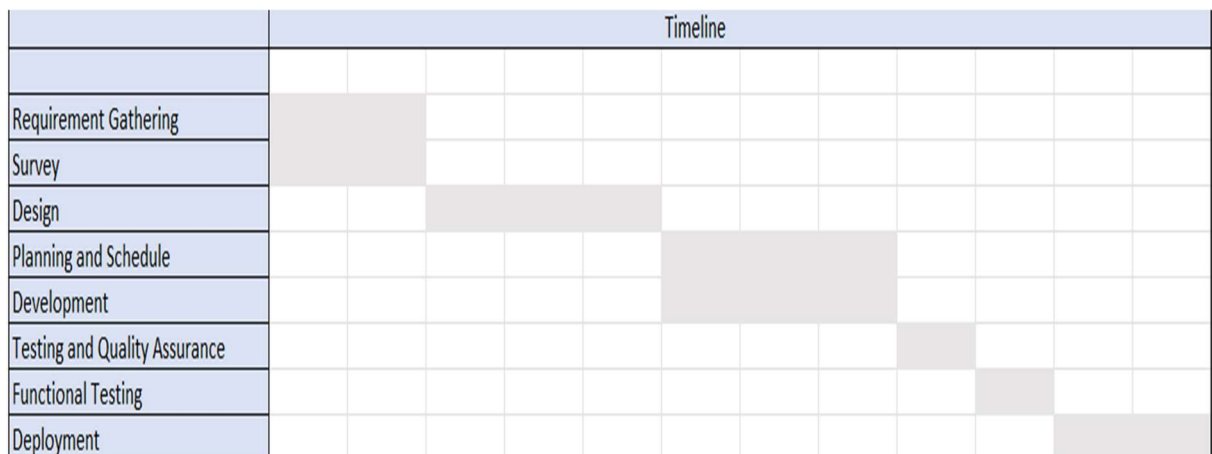 Timeline
Requirement Gathering
Survey
Design
Planning and Schedule
Development
Testing and Quality Assurance
Functional Testing
Deployment